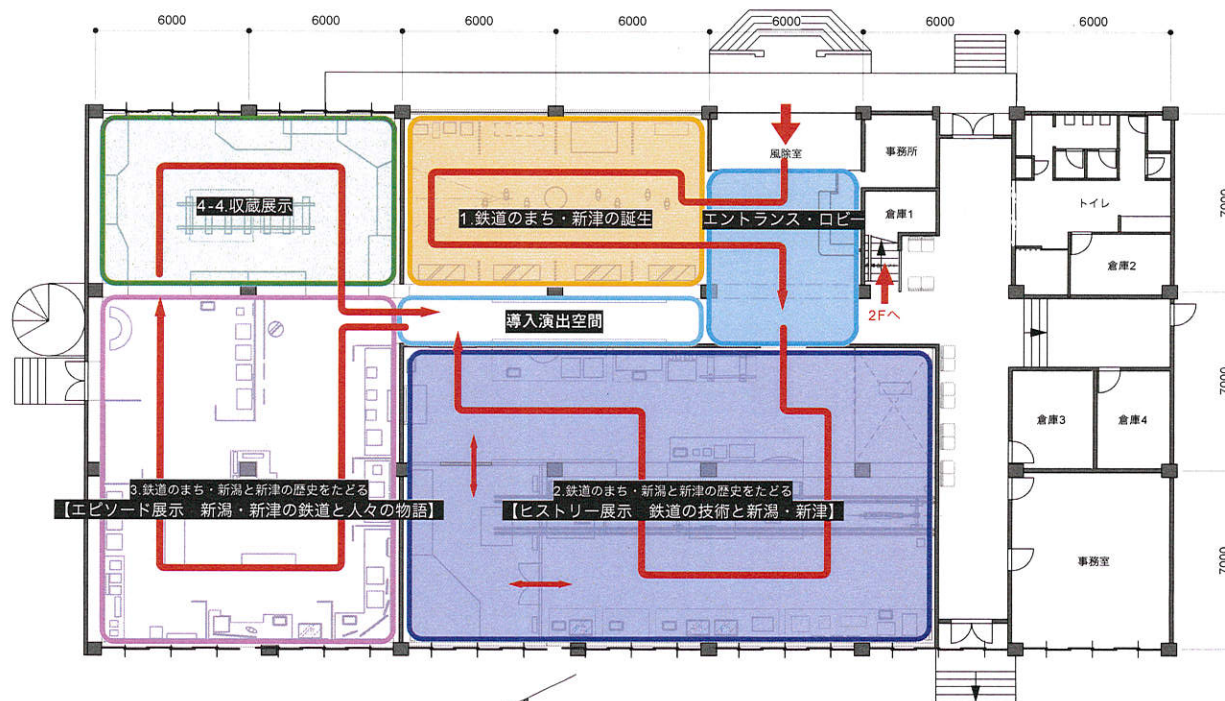 6000
6000
6000
6000
6000
6000
6000
風除室
事務所
トイレ
7000
4-4.収蔵展示
1.鉄道のまち・新津の誕生
エントランス・ロビー
倉庫1
倉庫2
2Fへ
導入演出空間
7000
倉庫3
倉庫4
3.鉄道のまち・新潟と新津の歴史をたどる
【エピソード展示 新潟・新津の鉄道と人々の物語】
2.鉄道のまち・新潟と新津の歴史をたどる
【ヒストリー展示 鉄道の技術と新潟・新津】
事務室
7000